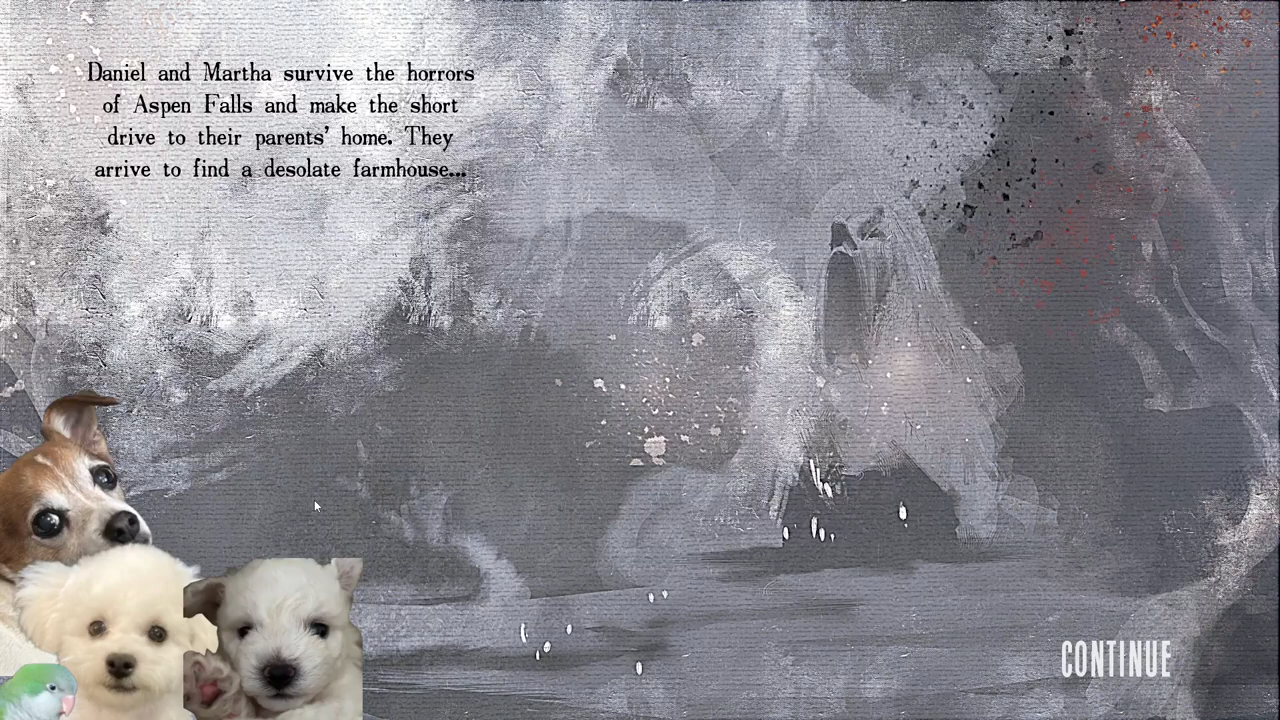 Daniel and Martha survive the horrors
of Aspen Falls and make the short
drive to their parents' home. They
arrive to find a desolate farmhouse...
CONTINUE